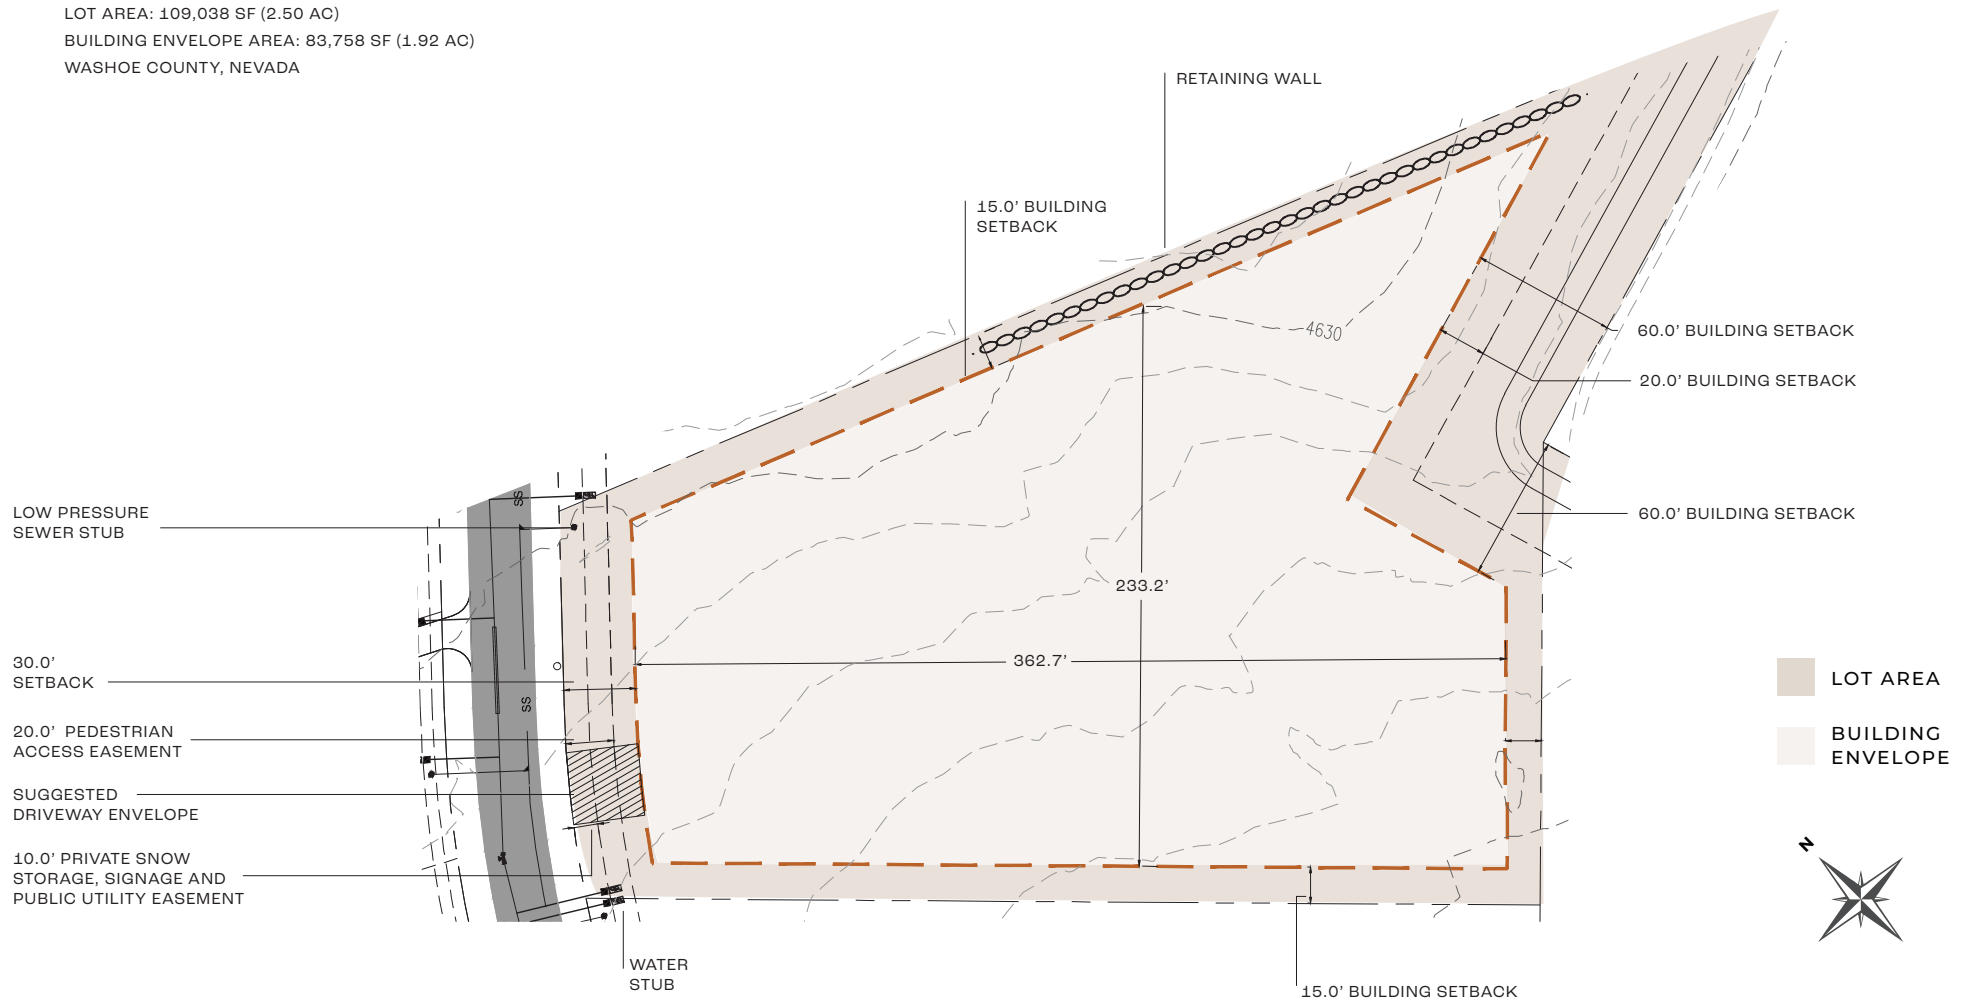 LOT AREA: 109,038 SF (2.50 AC)
BUILDING ENVELOPE AREA: 83,758 SF (1.92 AC)
WASHOE COUNTY, NEVADA
RETAINING WALL
15.0’ BUILDING
SETBACK
4630
60.0’ BUILDING SETBACK
20.0’ BUILDING SETBACK
60.0’ BUILDING SETBACK
SS
LOW PRESSURE
SEWER STUB
233.2’
362.7’
30.0’
SETBACK
SS
20.0’ PEDESTRIAN
ACCESS EASEMENT
SUGGESTED
DRIVEWAY ENVELOPE
10.0’ PRIVATE SNOW
STORAGE, SIGNAGE AND
PUBLIC UTILITY EASEMENT
WATER
STUB
15.0’ BUILDING SETBACK
LOT AREA
BUILDING
ENVELOPE
N